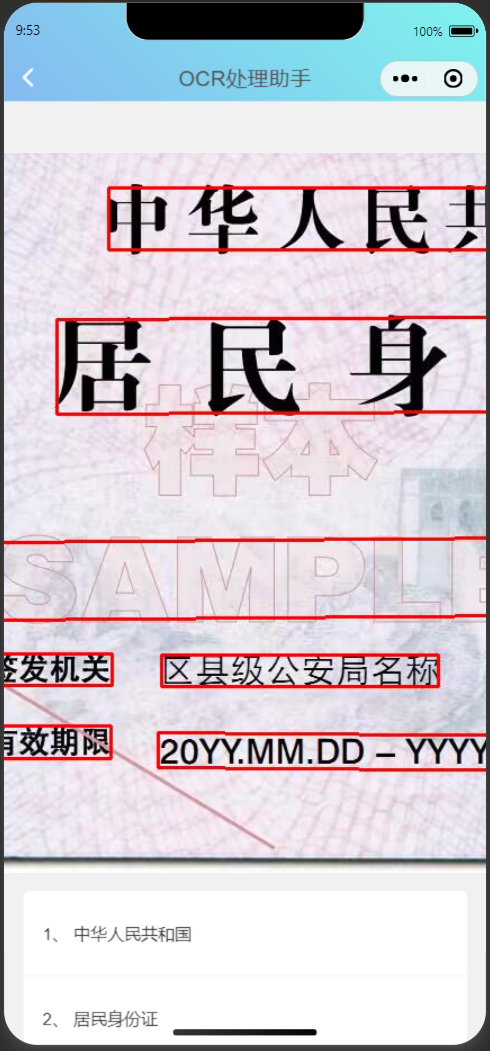 9:53
100%
OCR处理助手
中华人民共
居民身
样本
SAMPLE
签发机关 区县级公安局名称
有效期限 20YY.MM.DD – YYYY
1、 中华人民共和国
2、 居民身份证